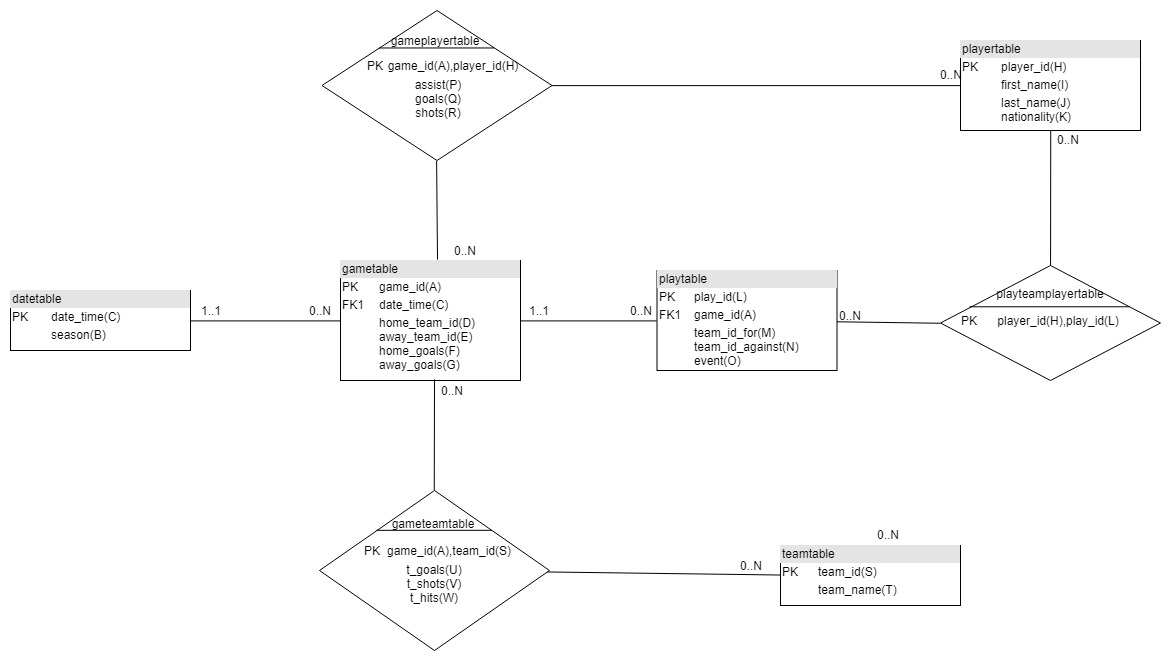 gameplayertable
PK game_id(A),player_id(H)
assist(P)
goals(Q)
shots(R)
playertable
PK player_id(H)
first_name(I)
last_name(J)
nationality(K)
0..N
0..N
0..N
datetable
PK date_time(C)
season(B)
1..1
0..N
gametable
PK game_id(A)
FK1 date_time(C)
home_team_id(D)
away_team_id(E)
home_goals(F)
away_goals(G)
1..1
0..N
playtable
PK play_id(L)
FK1 game_id(A)
team_id_for(M)
team_id_against(N)
event(O)
0..N
playteamplayertable
PK player_id(H),play_id(L)
0..N
gameteamtable
PK game_id(A),team_id(S)
t_goals(U)
t_shots(V)
t_hits(W)
0..N
0..N
teamtable
PK team_id(S)
team_name(T)